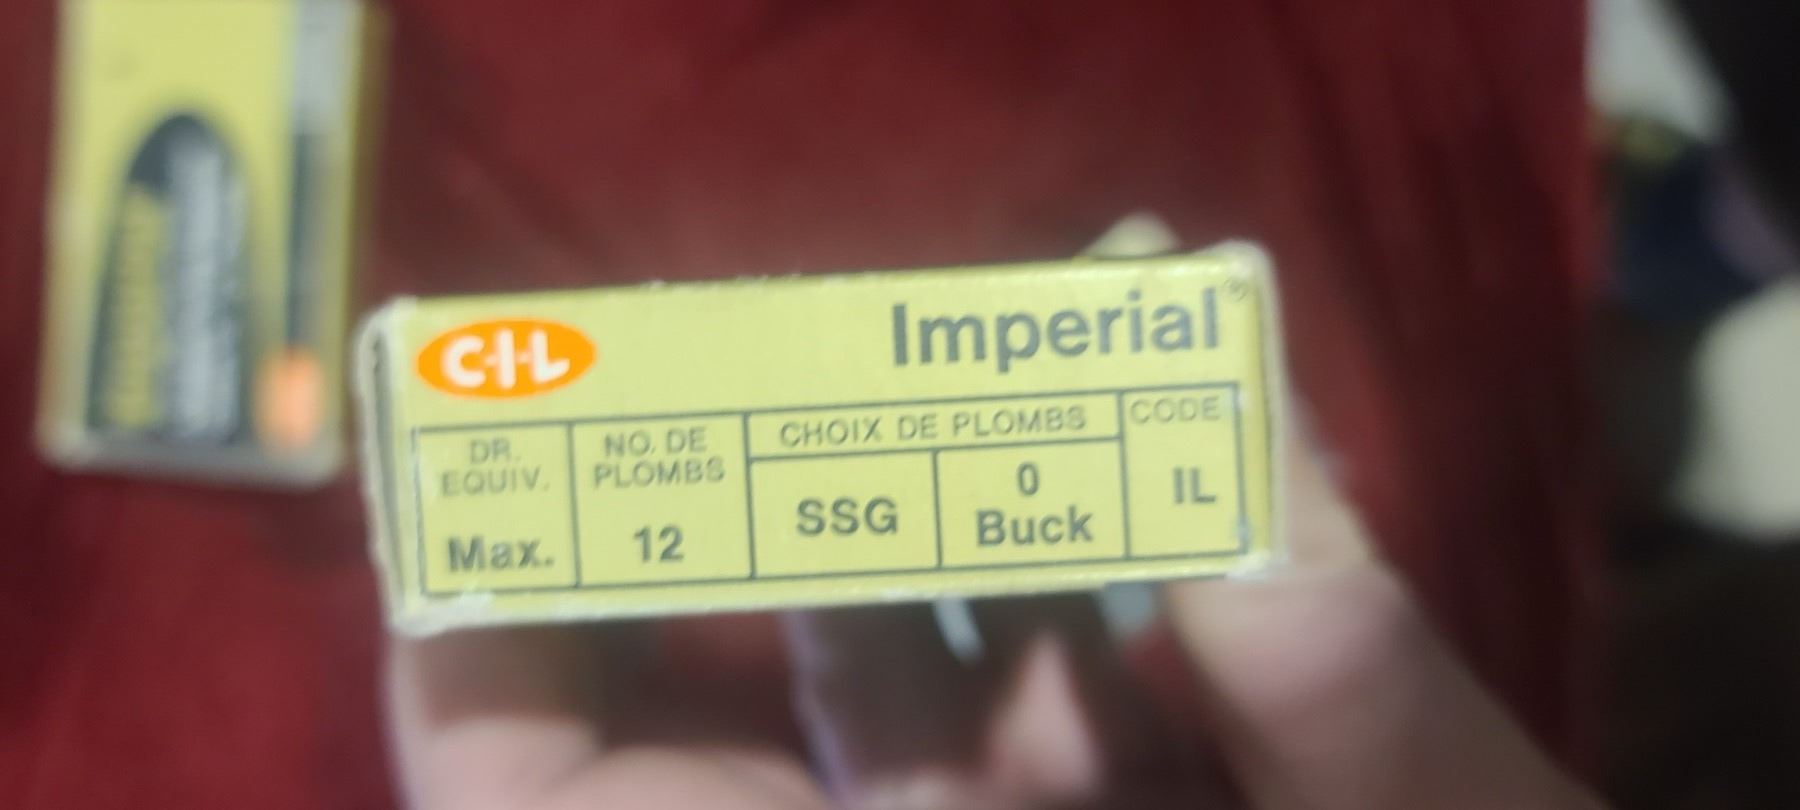 C-I-L
Imperial®
DR.
EQUIV.
Max.
NO. DE
PLOMBS
12
CHOIX DE PLOMBS
SSG
0
Buck
CODE
IL